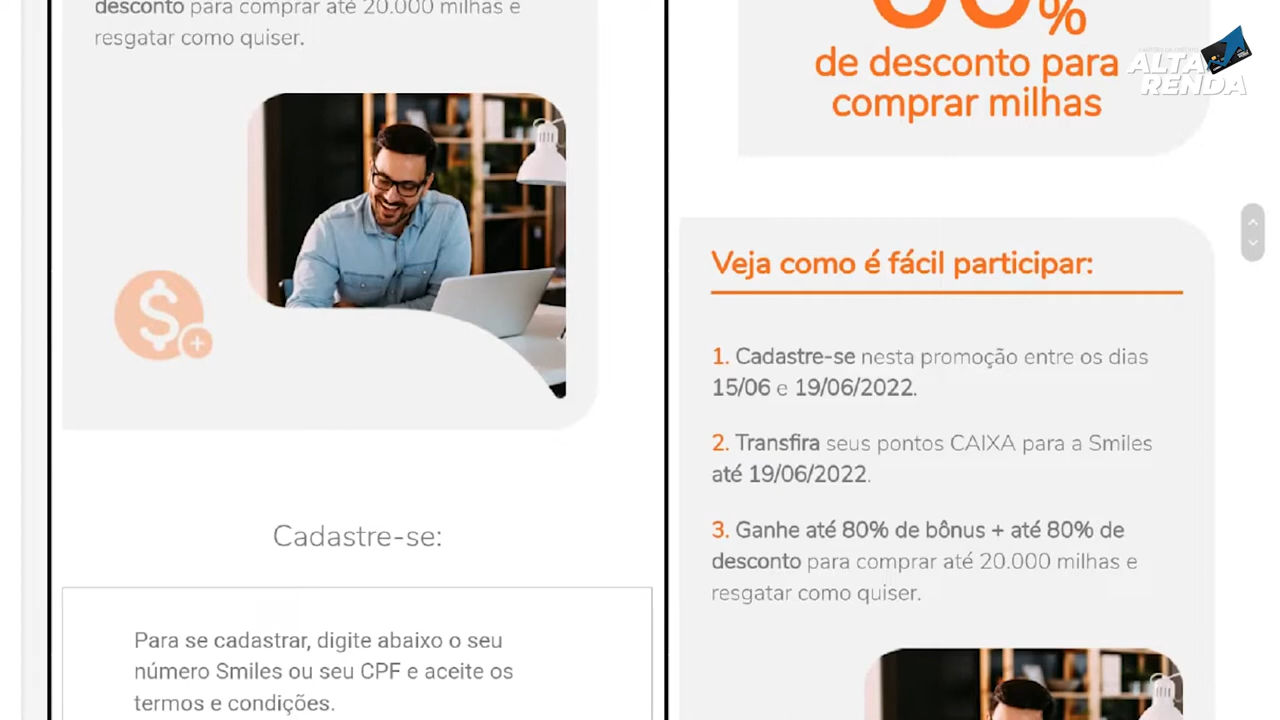 desconto para comprar até 20.000 milhas e
resgatar como quiser.
$
+
Cadastre-se:
Para se cadastrar, digite abaixo o seu
número Smiles ou seu CPF e aceite os
termos e condições.
%
de desconto para
comprar milhas
ALTA
RENDA
Veja como é fácil participar:
1. Cadastre-se nesta promoção entre os dias
15/06 e 19/06/2022.
2. Transfira seus pontos CAIXA para a Smiles
até 19/06/2022.
3. Ganhe até 80% de bônus + até 80% de
desconto para comprar até 20.000 milhas e
resgatar como quiser.